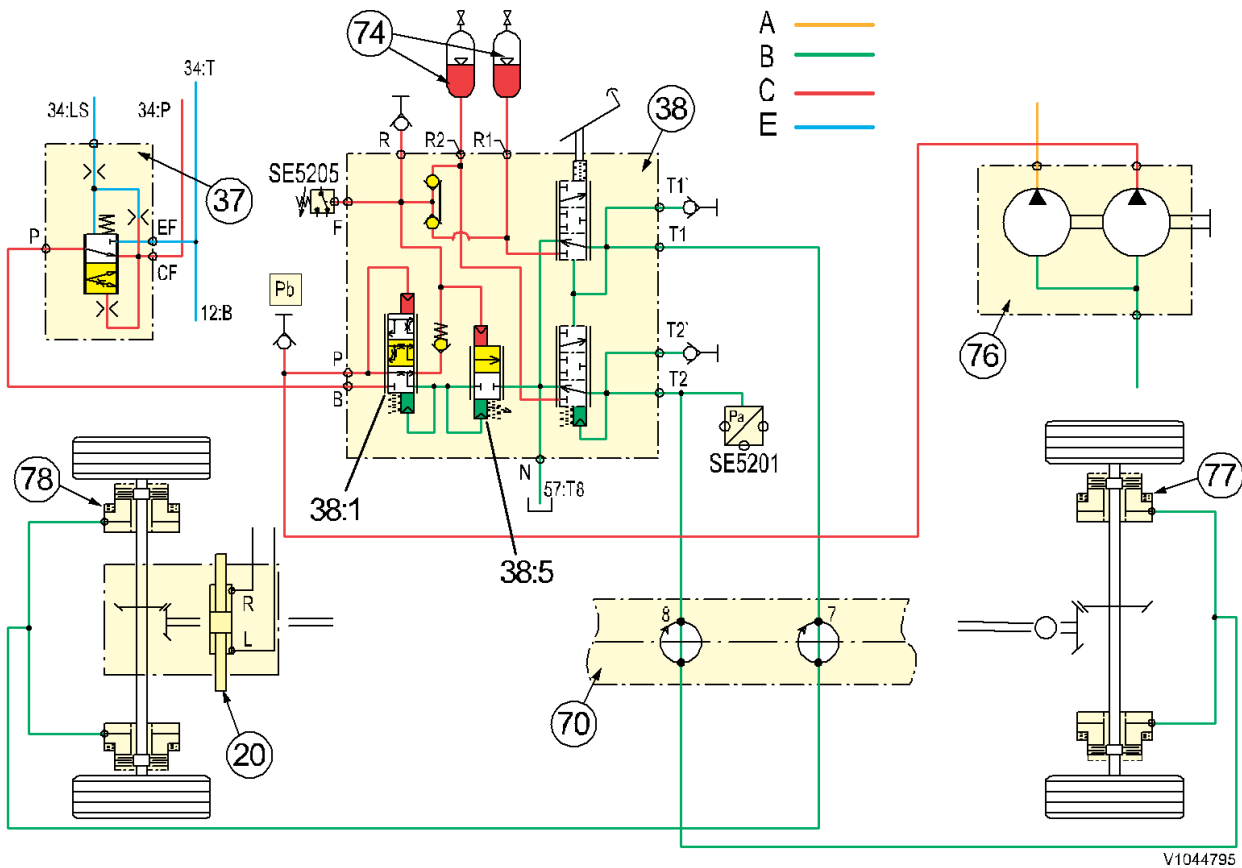 74
A
B
C
E
34:T
34:LS
34:P
38
R
R2
R1
37
SE5205
T1`
F
T1
P
EF
CF
Pb
12:B
76
T2`
P
B
T2
Pa
SE5201
N
57:T8
78
77
38:1
38:5
R
L
8
7
70
20
V1044795